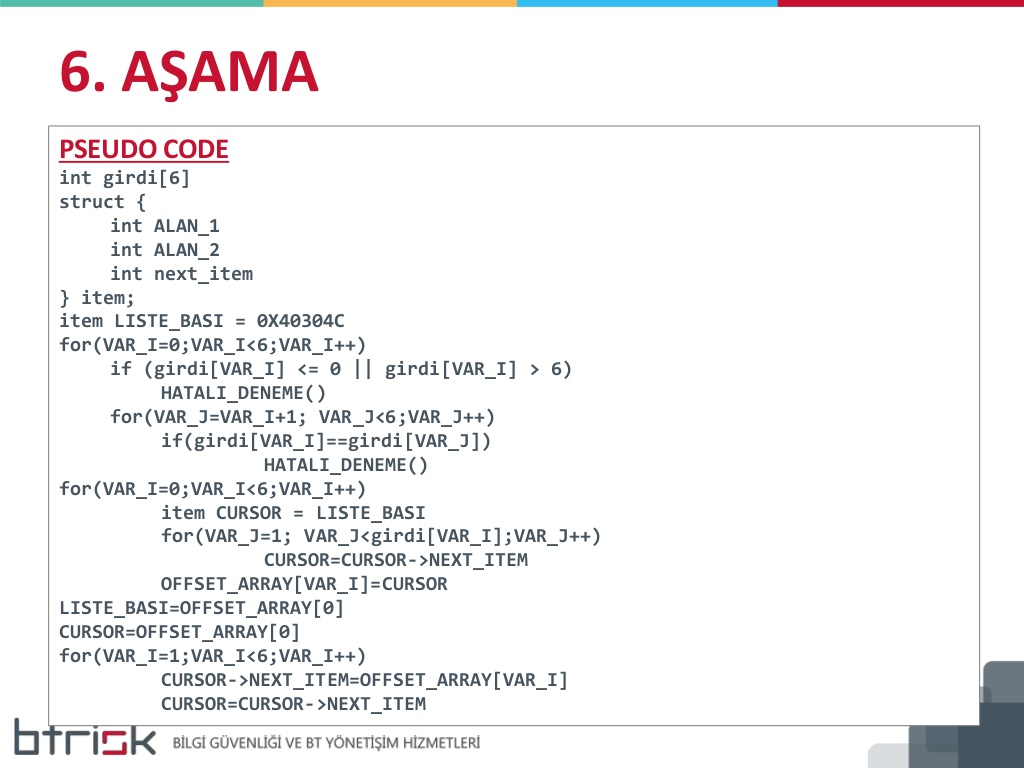 6. AŞAMA
PSEUDO CODE
int girdi[6]
struct {
int ALAN_1
int ALAN_2
int next_item
} item;
item LISTE_BASI = 0X40304C
for(VAR_I=0;VAR_I<6;VAR_I++)
if (girdi[VAR_I] <= 0 || girdi[VAR_I] > 6)
HATALI_DENEME()
for(VAR_J=VAR_I+1; VAR_J<6;VAR_J++)
if(girdi[VAR_I]==girdi[VAR_J])
HATALI_DENEME()
for(VAR_I=0;VAR_I<6;VAR_I++)
item CURSOR = LISTE_BASI
for(VAR_J=1; VAR_J<girdi[VAR_I];VAR_J++)
CURSOR=CURSOR->NEXT_ITEM
OFFSET_ARRAY[VAR_I]=CURSOR
LISTE_BASI=OFFSET_ARRAY[0]
CURSOR=OFFSET_ARRAY[0]
for(VAR_I=1;VAR_I<6;VAR_I++)
CURSOR->NEXT_ITEM=OFFSET_ARRAY[VAR_I]
CURSOR=CURSOR->NEXT_ITEM
btrisk BİLGİ GÜVENLİĞİ VE BT YÖNETİŞİM HİZMETLERİ